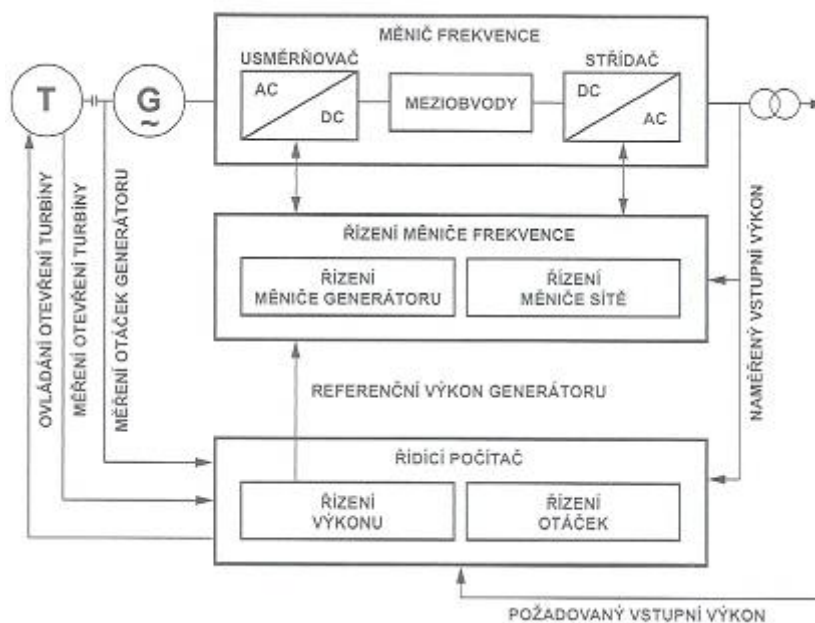 MĚNIČ FREKVENCE
USMĚRŇOVAČ
STŘÍDAČ
AC
DC
MEZIOBVODY
DC
AC
T
G
~
OVLÁDÁNÍ OTEVŘENÍ TURBÍNY
MĚŘENÍ OTEVŘENÍ TURBÍNY
MĚŘENÍ OTÁČEK GENERÁTORU
ŘÍZENÍ MĚNIČE FREKVENCE
ŘÍZENÍ
MĚNIČE GENERÁTORU
ŘÍZENÍ
MĚNIČE SÍTĚ
NAMĚŘENÝ VSTUPNÍ VÝKON
REFERENČNÍ VÝKON GENERÁTORU
ŘÍDÍCÍ POČÍTAČ
ŘÍZENÍ
VÝKONU
ŘÍZENÍ
OTÁČEK
POŽADOVANÝ VSTUPNÍ VÝKON